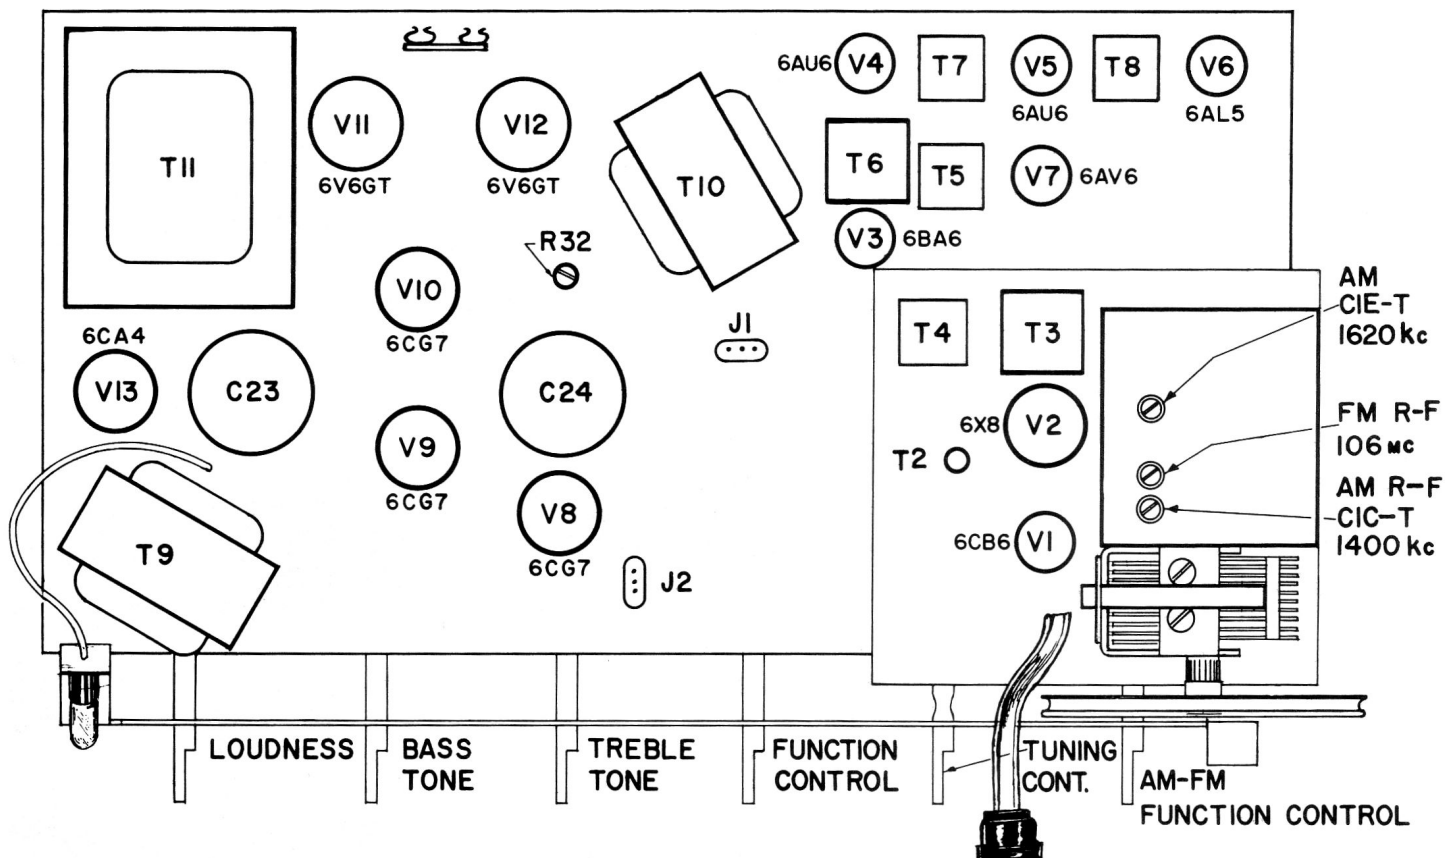 6AU6
V4
T7
V5
6AU6
T8
V6
6AL5
T11
V11
6V6GT
V12
6V6GT
T10
T6
T5
V7
6AV6
V3
6BA6
R32
V10
6CG7
J1
6CA4
V13
C23
C24
V9
6CG7
V8
6CG7
J2
T9
T4
T3
6X8
V2
T2
6CB6
V1
AM
C1E-T
1620 kc
FM R-F
106 MC
AM R-F
C1C-T
1400 kc
LOUDNESS
BASS
TONE
TREBLE
TONE
FUNCTION
CONTROL
TUNING
CONT.
AM-FM
FUNCTION CONTROL